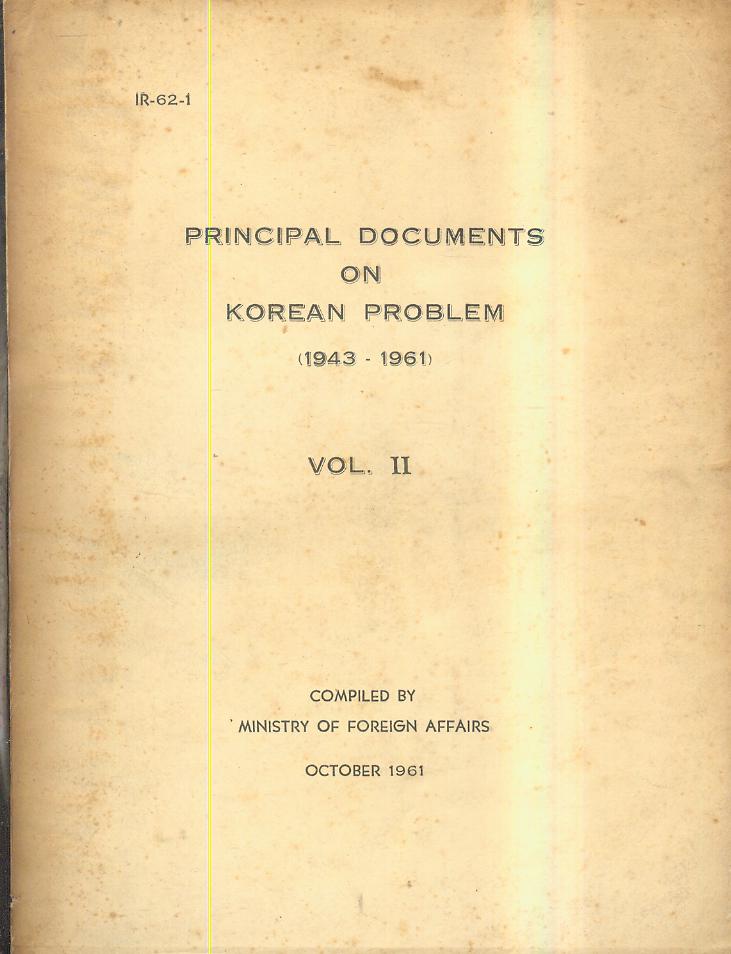 IR-62-1
PRINCIPAL DOCUMENTS
ON
KOREAN PROBLEM
(1943 - 1961)
VOL. II
COMPILED BY
MINISTRY OF FOREIGN AFFAIRS
OCTOBER 1961